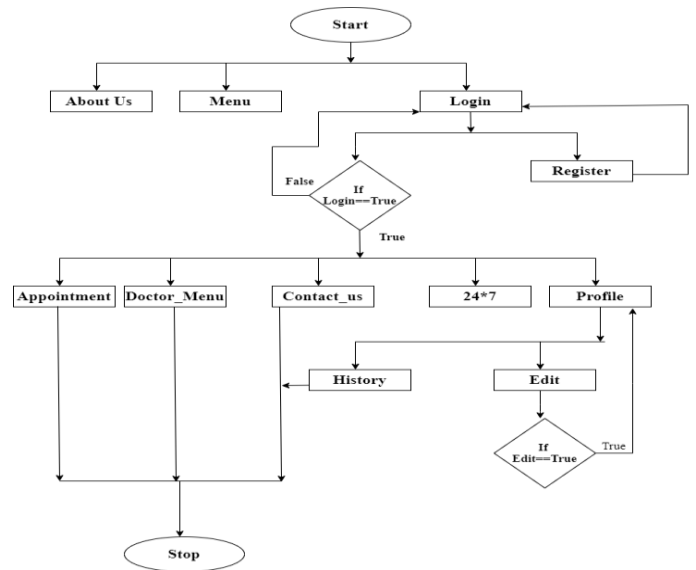 Start
About Us
Menu
Login
Register
False
If
Login==True
True
Appointment
Doctor_Menu
Contact_us
24*7
Profile
History
Edit
If
Edit==True
True
Stop